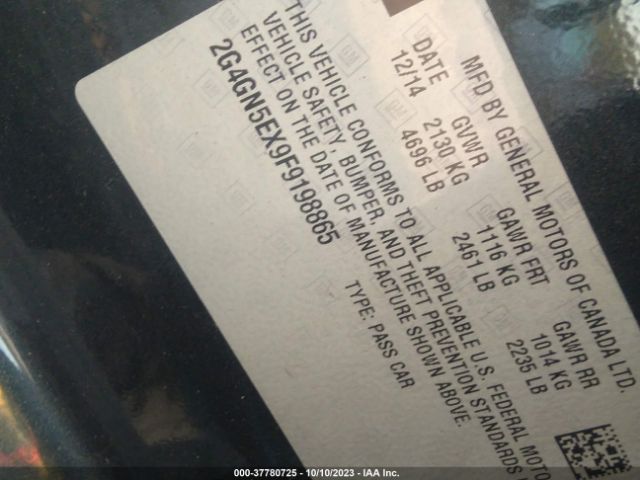 MFD BY GENERAL MOTORS OF CANADA LTD.
DATE GVWR GAWR FRT GAWR RR
12/14 2130 KG 1116 KG 1014 KG
4696 LB 2461 LB 2235 LB
THIS VEHICLE CONFORMS TO ALL APPLICABLE U.S. FEDERAL MOTO
VEHICLE SAFETY, BUMPER, AND THEFT PREVENTION STANDARDS
EFFECT ON THE DATE OF MANUFACTURE SHOWN ABOVE.
2G4GN5EX9F9198865 TYPE: PASS CAR
000-37780725 - 10/10/2023 - IAA Inc.